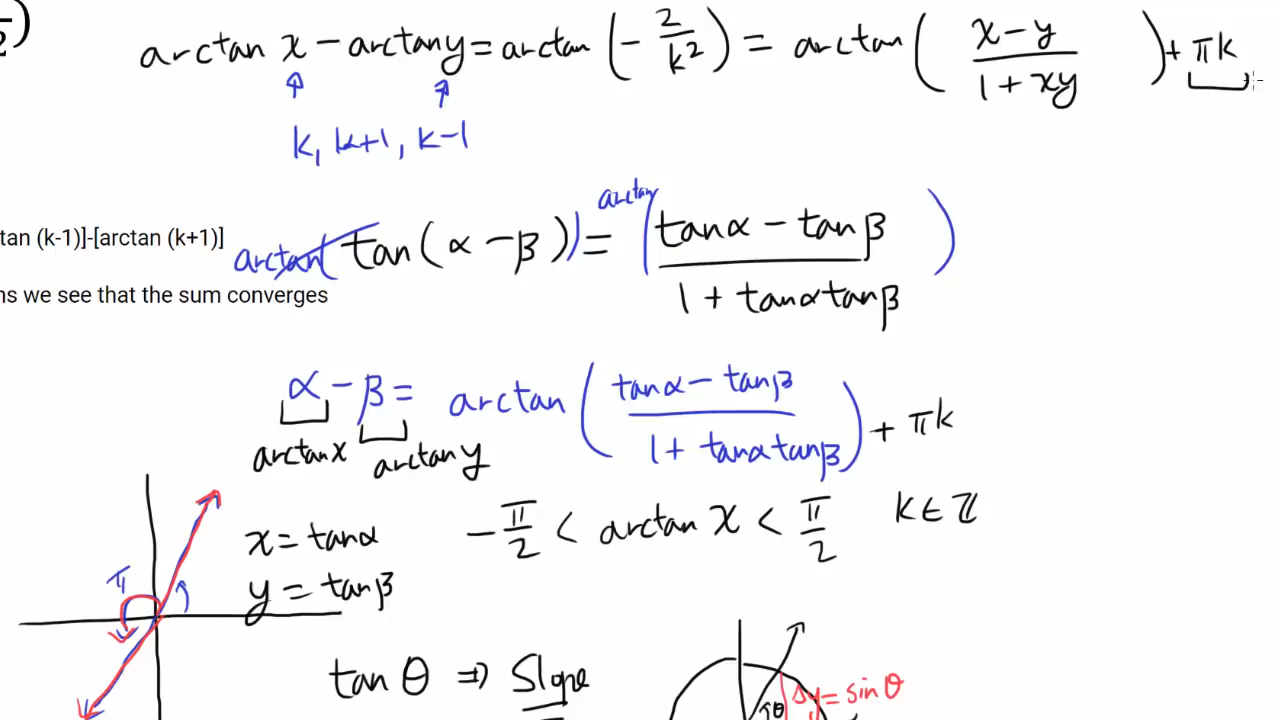 2)
arctan x - arctan y = arctan (- 2/k²) = arctan ( (x - y)/(1 + xy) ) + πk
k, k+1, k-1
tan (k-1)]-[arctan (k+1)]
arctan( tan(α - β) ) = arctan ( (tanα - tanβ)/(1 + tanα tanβ) )
ns we see that the sum converges
α - β = arctan ( (tanα - tanβ)/(1 + tanα tanβ) ) + πk
arctan x arctan y
x = tanα
-π/2 < arctan x < π/2 k ∈ ℤ
y = tanβ
π
tan θ ⇒ Slope
Δy = sin θ
θ